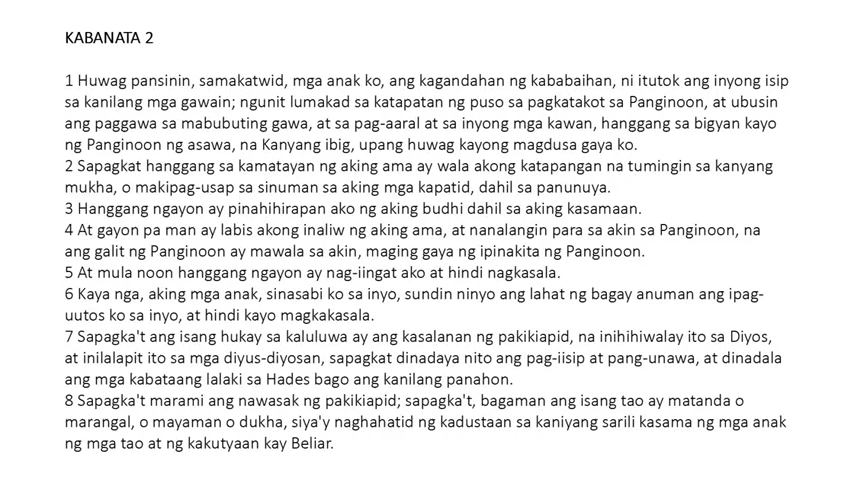 KABANATA 2
1 Huwag pansinin, samakatwid, mga anak ko, ang kagandahan ng kababaihan, ni itutok ang inyong isip
sa kanilang mga gawain; ngunit lumakad sa katapatan ng puso sa pagkatakot sa Panginoon, at ubusin
ang paggawa sa mabubuting gawa, at sa pag-aaral at sa inyong mga kawan, hanggang sa bigyan kayo
ng Panginoon ng asawa, na Kanyang ibig, upang huwag kayong magdusa gaya ko.
2 Sapagkat hanggang sa kamatayan ng aking ama ay wala akong katapangan na tumingin sa kanyang
mukha, o makipag-usap sa sinuman sa aking mga kapatid, dahil sa panunuya.
3 Hanggang ngayon ay pinahihirapan ako ng aking budhi dahil sa aking kasamaan.
4 At gayon pa man ay labis akong inaliw ng aking ama, at nanalangin para sa akin sa Panginoon, na
ang galit ng Panginoon ay mawala sa akin, maging gaya ng ipinakita ng Panginoon.
5 At mula noon hanggang ngayon ay nag-iingat ako at hindi nagkasala.
6 Kaya nga, aking mga anak, sinasabi ko sa inyo, sundin ninyo ang lahat ng bagay anuman ang ipag-
uutos ko sa inyo, at hindi kayo magkakasala.
7 Sapagka't ang isang hukay sa kaluluwa ay ang kasalanan ng pakikiapid, na inihihiwalay ito sa Diyos,
at inilalapit ito sa mga diyus-diyosan, sapagkat dinadaya nito ang pag-iisip at pang-unawa, at dinadala
ang mga kabataang lalaki sa Hades bago ang kanilang panahon.
8 Sapagka't marami ang nawasak ng pakikiapid; sapagka't, bagaman ang isang tao ay matanda o
marangal, o mayaman o dukha, siya'y naghahatid ng kadustaan sa kaniyang sarili kasama ng mga anak
ng mga tao at ng kakutyaan kay Beliar.